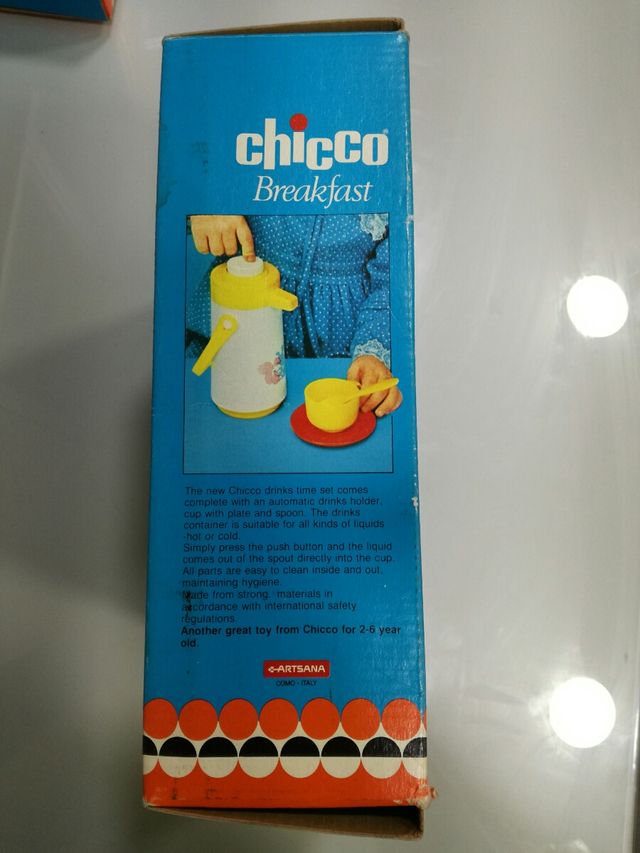 chicco
Breakfast
The new Chicco drinks time set comes
complete with an automatic drinks holder,
cup with plate and spoon. The drinks
container is suitable for all kinds of liquids
-hot or cold.
Simply press the push button and the liquid
comes out of the spout directly into the cup.
All parts are easy to clean inside and out,
maintaining hygiene.
Made from strong, materials in
accordance with international safety
regulations.
Another great toy from Chicco for 2-6 year
old.
ARTSANA
COMO - ITALY